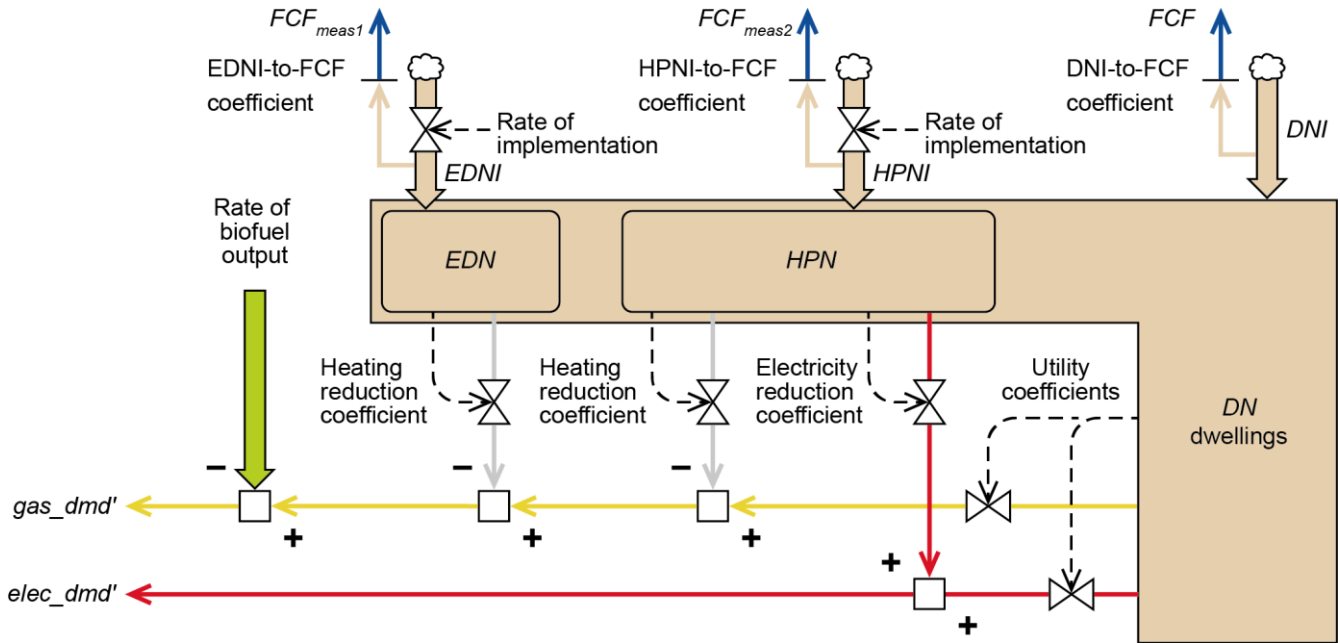 FCF_meas1
EDNI-to-FCF
coefficient
Rate of
implementation
EDNI
FCF_meas2
HPNI-to-FCF
coefficient
Rate of
implementation
HPNI
FCF
DNI-to-FCF
coefficient
DNI
Rate of
biofuel
output
EDN
HPN
Heating
reduction
coefficient
Heating
reduction
coefficient
Electricity
reduction
coefficient
Utility
coefficients
DN
dwellings
−
−
−
gas_dmd'
+
+
+
+
elec_dmd'
+